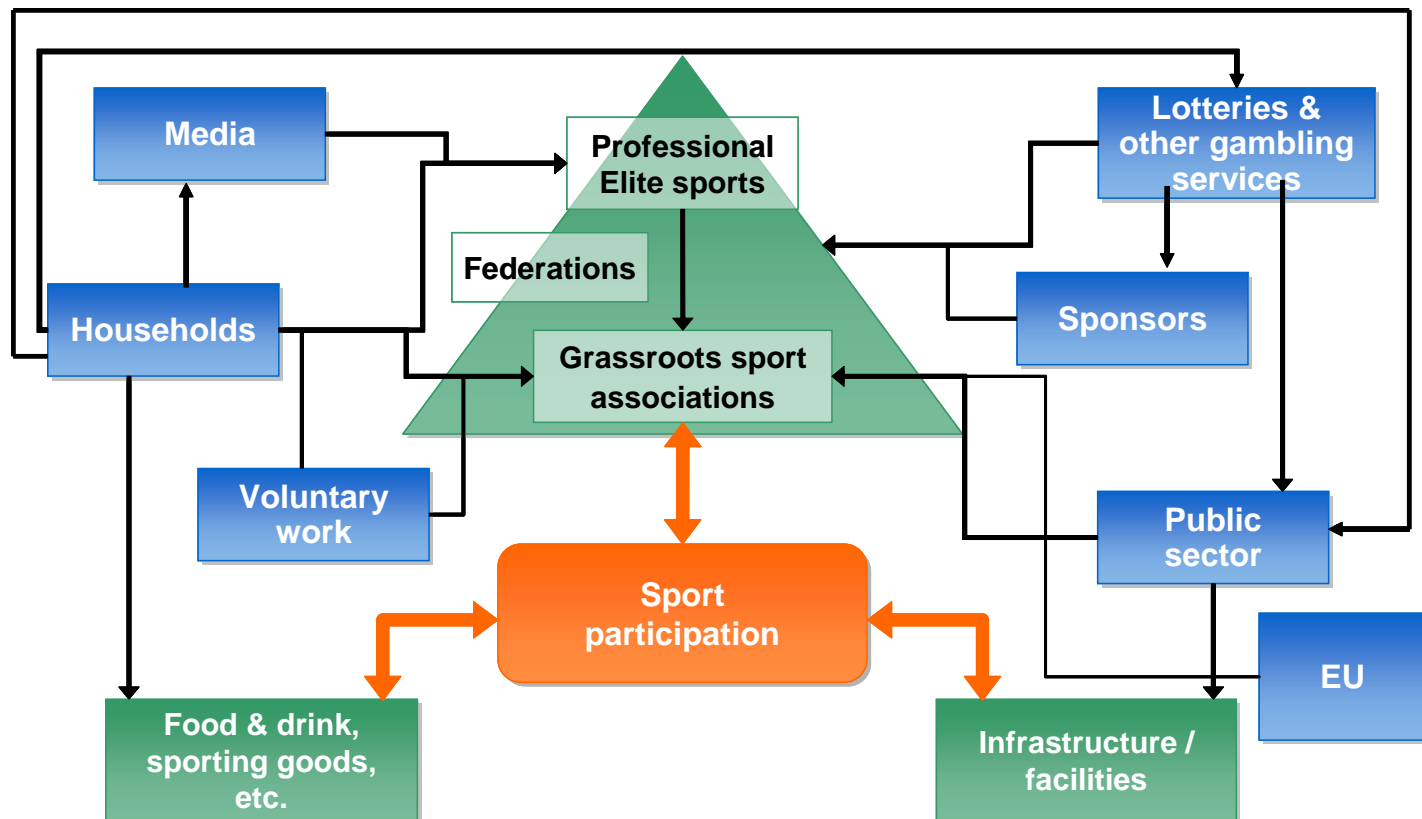 Media
Professional
Elite sports
Lotteries &
other gambling
services
Federations
Households
Sponsors
Grassroots sport
associations
Voluntary
work
Public
sector
Sport
participation
EU
Food & drink,
sporting goods,
etc.
Infrastructure /
facilities